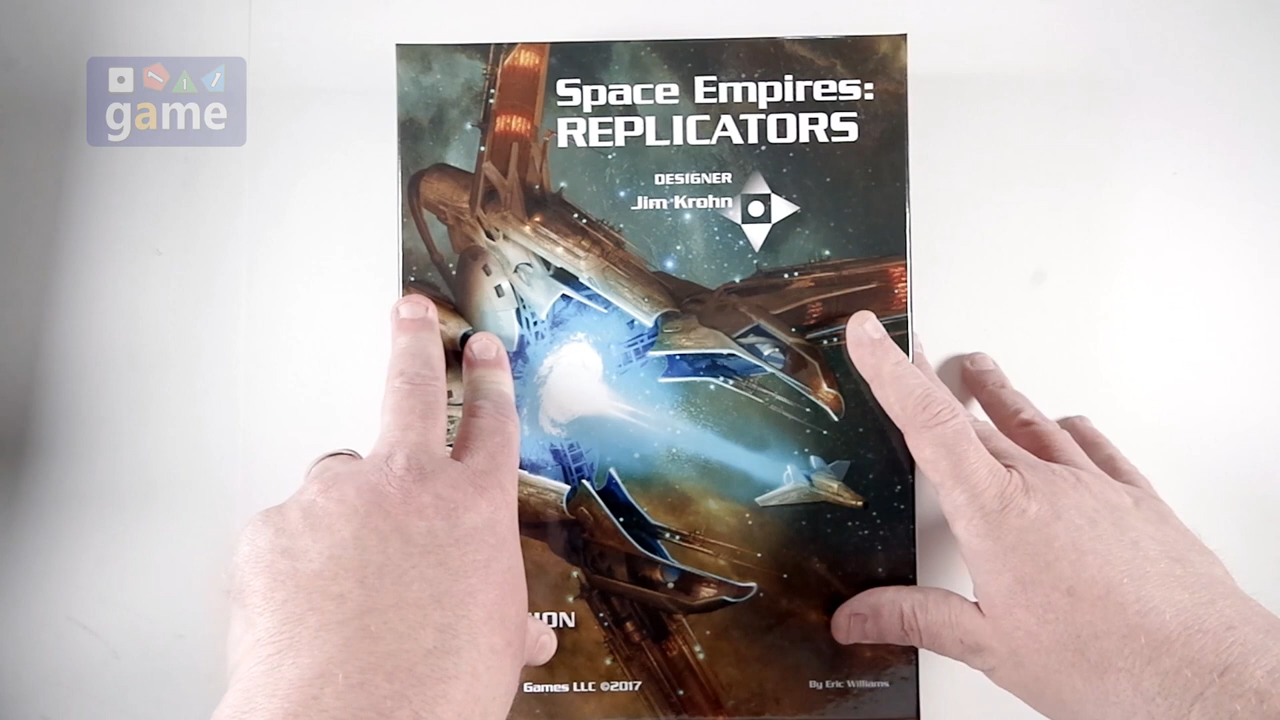 game
Space Empires:
REPLICATORS
DESIGNER
Jim Krohn
Games LLC ©2017
By Eric Williams